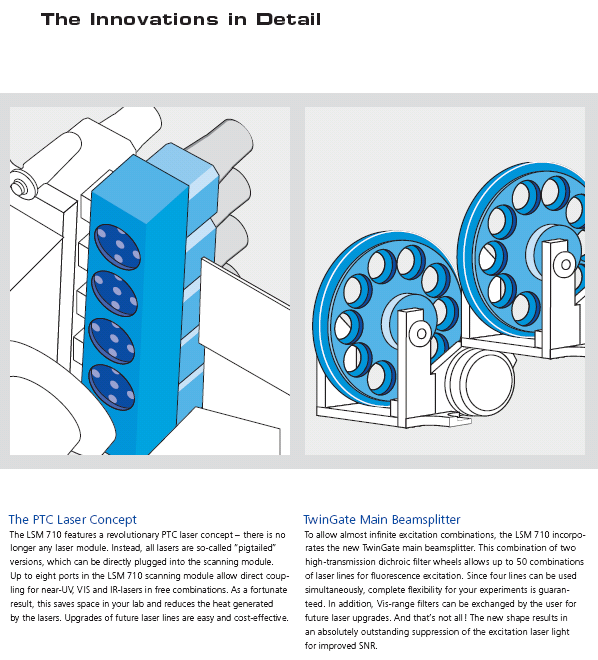 The Innovations in Detail
The PTC Laser Concept
The LSM 710 features a revolutionary PTC laser concept – there is no
longer any laser module. Instead, all lasers are so-called “pigtailed”
versions, which can be directly plugged into the scanning module.
Up to eight ports in the LSM 710 scanning module allow direct coup-
ling for near-UV, VIS and IR-lasers in free combinations. As a fortunate
result, this saves space in your lab and reduces the heat generated
by the lasers. Upgrades of future laser lines are easy and cost-effective.
TwinGate Main Beamsplitter
To allow almost infinite excitation combinations, the LSM 710 incorpo-
rates the new TwinGate main beamsplitter. This combination of two
high-transmission dichroic filter wheels allows up to 50 combinations
of laser lines for fluorescence excitation. Since four lines can be used
simultaneously, complete flexibility for your experiments is guaran-
teed. In addition, Vis-range filters can be exchanged by the user for
future laser upgrades. And that’s not all! The new shape results in
an absolutely outstanding suppression of the excitation laser light
for improved SNR.